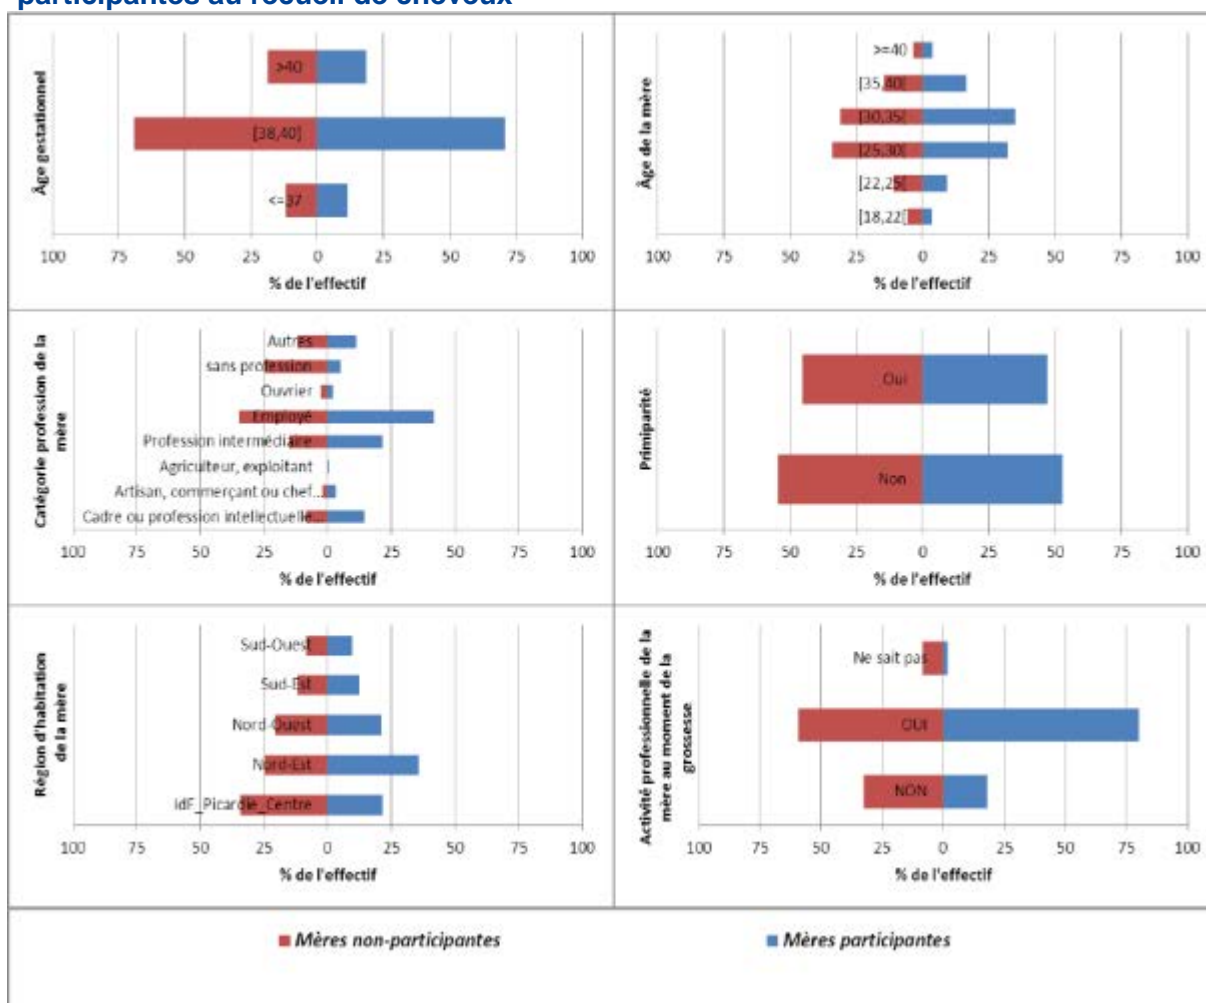 participantes au recueil de cheveux
Âge gestationnel
>40
[38,40]
<=37
100 75 50 25 0 25 50 75 100
% de l'effectif
Âge de la mère
>=40
[35,40[
[30,35[
[25,30[
[22,25[
[18,22[
100 75 50 25 0 25 50 75 100
% de l'effectif
Catégorie profession de la
mère
Autres
sans profession
Ouvrier
Employé
Profession intermédiaire
Agriculteur, exploitant
Artisan, commerçant ou chef...
Cadre ou profession intellectuelle...
100 75 50 25 0 25 50 75 100
% de l'effectif
Primiparité
Oui
Non
100 75 50 25 0 25 50 75 100
% de l'effectif
Région d'habitation
de la mère
Sud-Ouest
Sud-Est
Nord-Ouest
Nord-Est
IdF_Picardie_Centre
100 75 50 25 0 25 50 75 100
% de l'effectif
Activité professionnelle de la
mère au moment de la
grossesse
Ne sait pas
OUI
NON
100 75 50 25 0 25 50 75 100
% de l'effectif
Mères non-participantes
Mères participantes